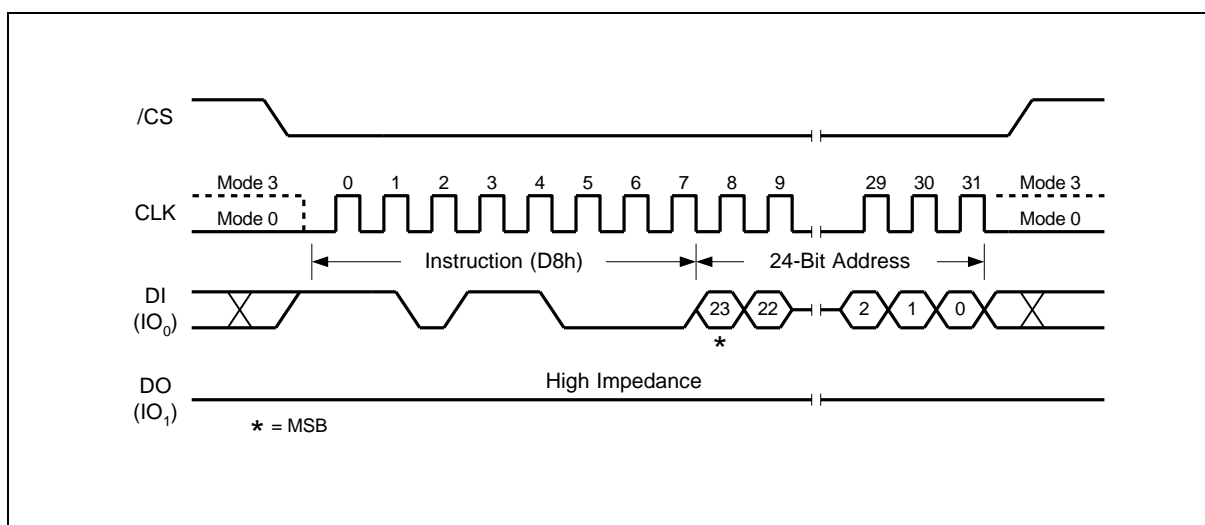 /CS
Mode 3 0 1 2 3 4 5 6 7 8 9 29 30 31 Mode 3
CLK Mode 0 Mode 0
Instruction (D8h) 24-Bit Address
DI
(IO0) 23 22 2 1 0
*
High Impedance
DO
(IO1)
* = MSB